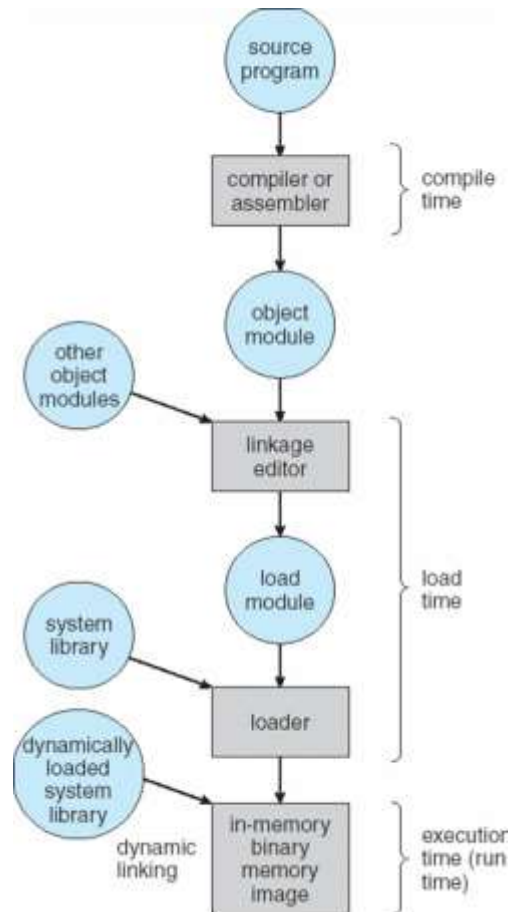 source
program
compiler or
assembler
compile
time
object
module
other
object
modules
linkage
editor
load
module
load
time
system
library
loader
dynamically
loaded
system
library
dynamic
linking
in-memory
binary
memory
image
execution
time (run
time)